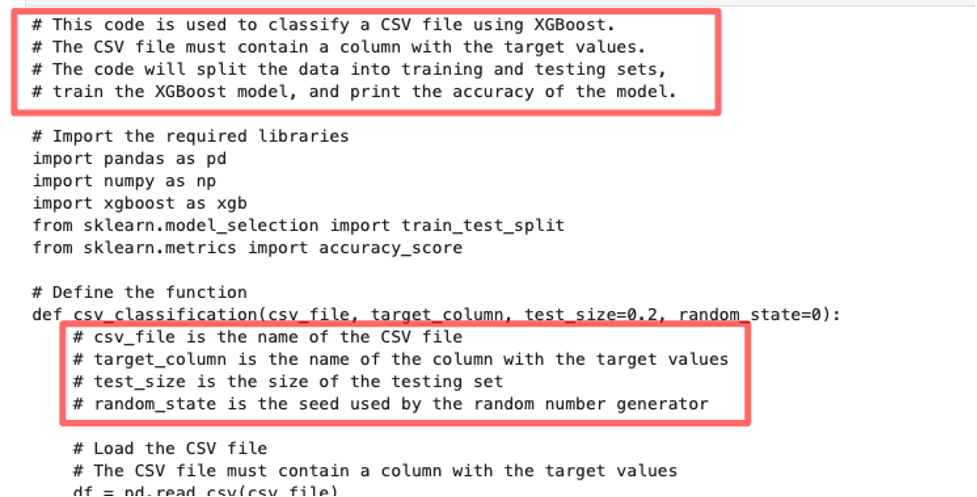 # This code is used to classify a CSV file using XGBoost.
# The CSV file must contain a column with the target values.
# The code will split the data into training and testing sets,
# train the XGBoost model, and print the accuracy of the model.
# Import the required libraries
import pandas as pd
import numpy as np
import xgboost as xgb
from sklearn.model_selection import train_test_split
from sklearn.metrics import accuracy_score
# Define the function
def csv_classification(csv_file, target_column, test_size=0.2, random_state=0):
# csv_file is the name of the CSV file
# target_column is the name of the column with the target values
# test_size is the size of the testing set
# random_state is the seed used by the random number generator
# Load the CSV file
# The CSV file must contain a column with the target values
df = pd.read_csv(csv_file)